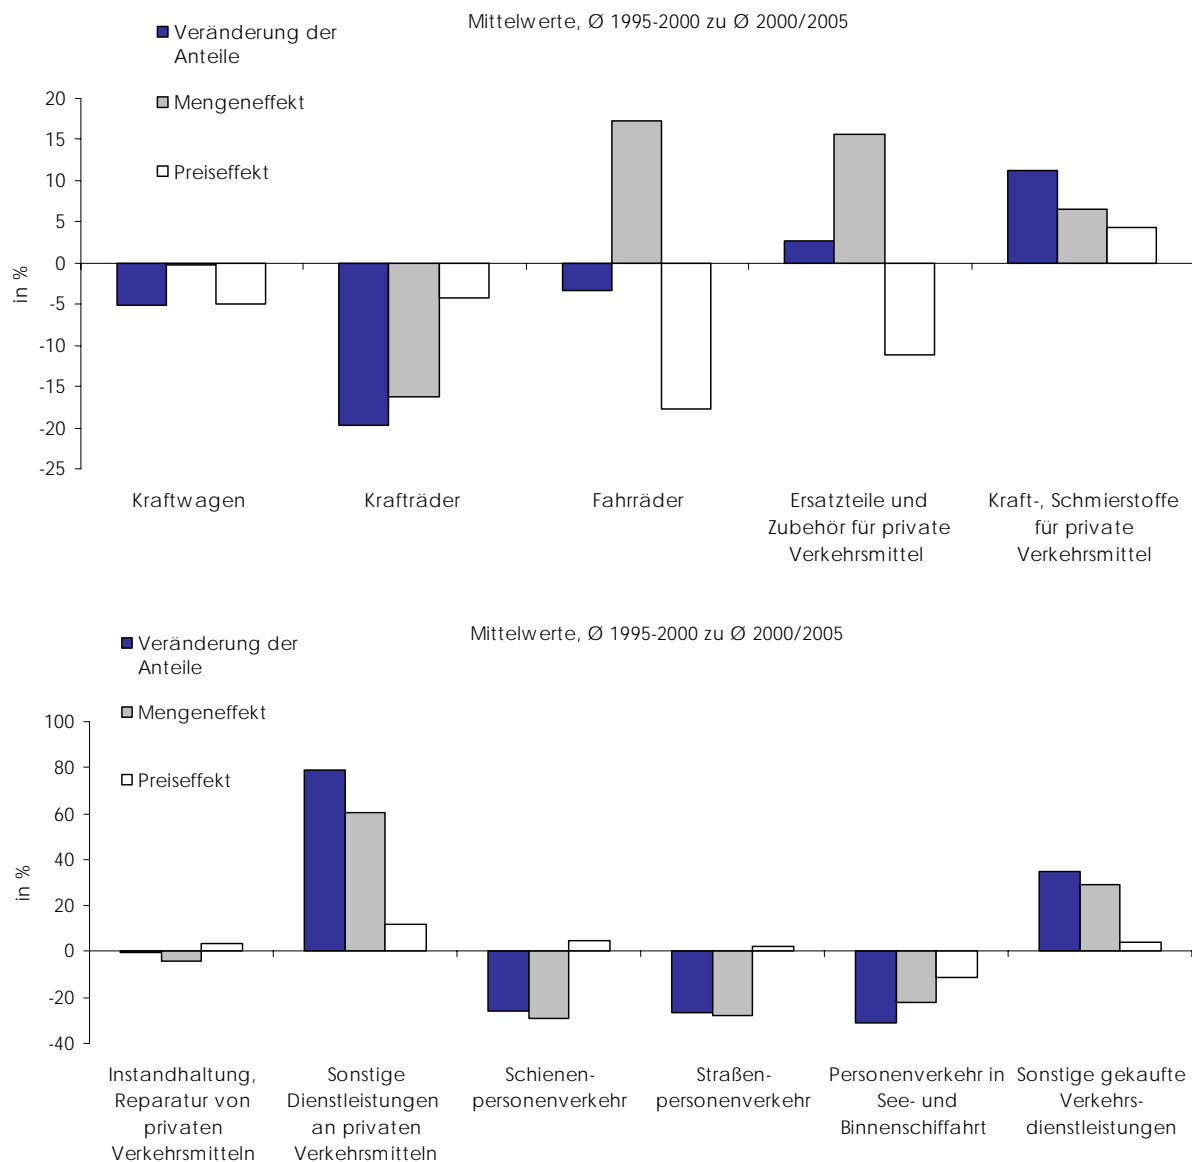 Mittelwerte, Ø 1995-2000 zu Ø 2000/2005
Veränderung der
Anteile
Mengeneffekt
Preiseffekt
20
15
10
5
0
-5
-10
-15
-20
-25
in %
Kraftwagen
Krafträder
Fahrräder
Ersatzteile und
Zubehör für private
Verkehrsmittel
Kraft-, Schmierstoffe
für private
Verkehrsmittel
Mittelwerte, Ø 1995-2000 zu Ø 2000/2005
Veränderung der
Anteile
Mengeneffekt
Preiseffekt
100
80
60
40
20
0
-20
-40
in %
Instandhaltung,
Reparatur von
privaten
Verkehrsmitteln
Sonstige
Dienstleistungen
an privaten
Verkehrsmitteln
Schienen-
personenverkehr
Straßen-
personenverkehr
Personenverkehr in
See- und
Binnenschiffahrt
Sonstige gekaufte
Verkehrs-
dienstleistungen